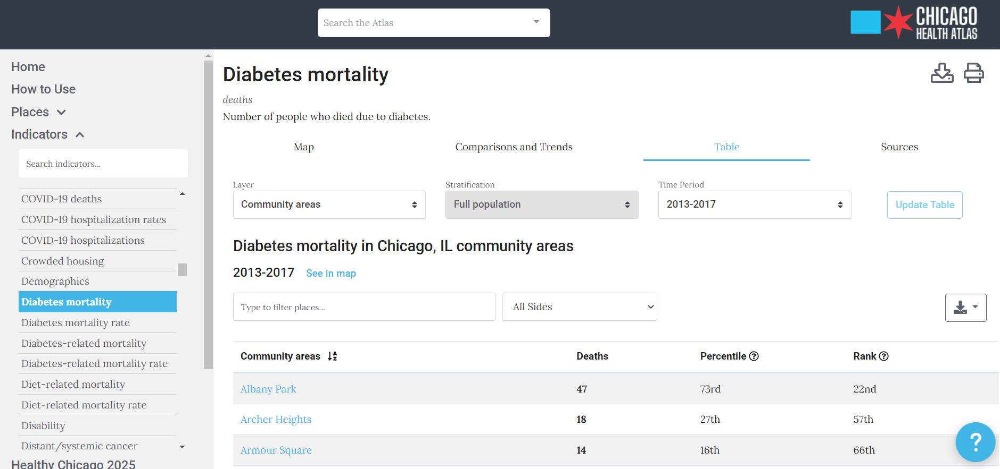 Search the Atlas
CHICAGO
HEALTH ATLAS
Home
How to Use
Places
Indicators
Search indicators...
COVID-19 deaths
COVID-19 hospitalization rates
COVID-19 hospitalizations
Crowded housing
Demographics
Diabetes mortality
Diabetes mortality rate
Diabetes-related mortality
Diabetes-related mortality rate
Diet-related mortality
Diet-related mortality rate
Disability
Distant/systemic cancer
Healthy Chicago 2025
Diabetes mortality
deaths
Number of people who died due to diabetes.
Map Comparisons and Trends Table Sources
Layer Stratification Time Period
Community areas Full population 2013-2017 Update Table
Diabetes mortality in Chicago, IL community areas
2013-2017 See in map
Type to filter places... All Sides
Community areas Deaths Percentile Rank
Albany Park 47 73rd 22nd
Archer Heights 18 27th 57th
Armour Square 14 16th 66th
?